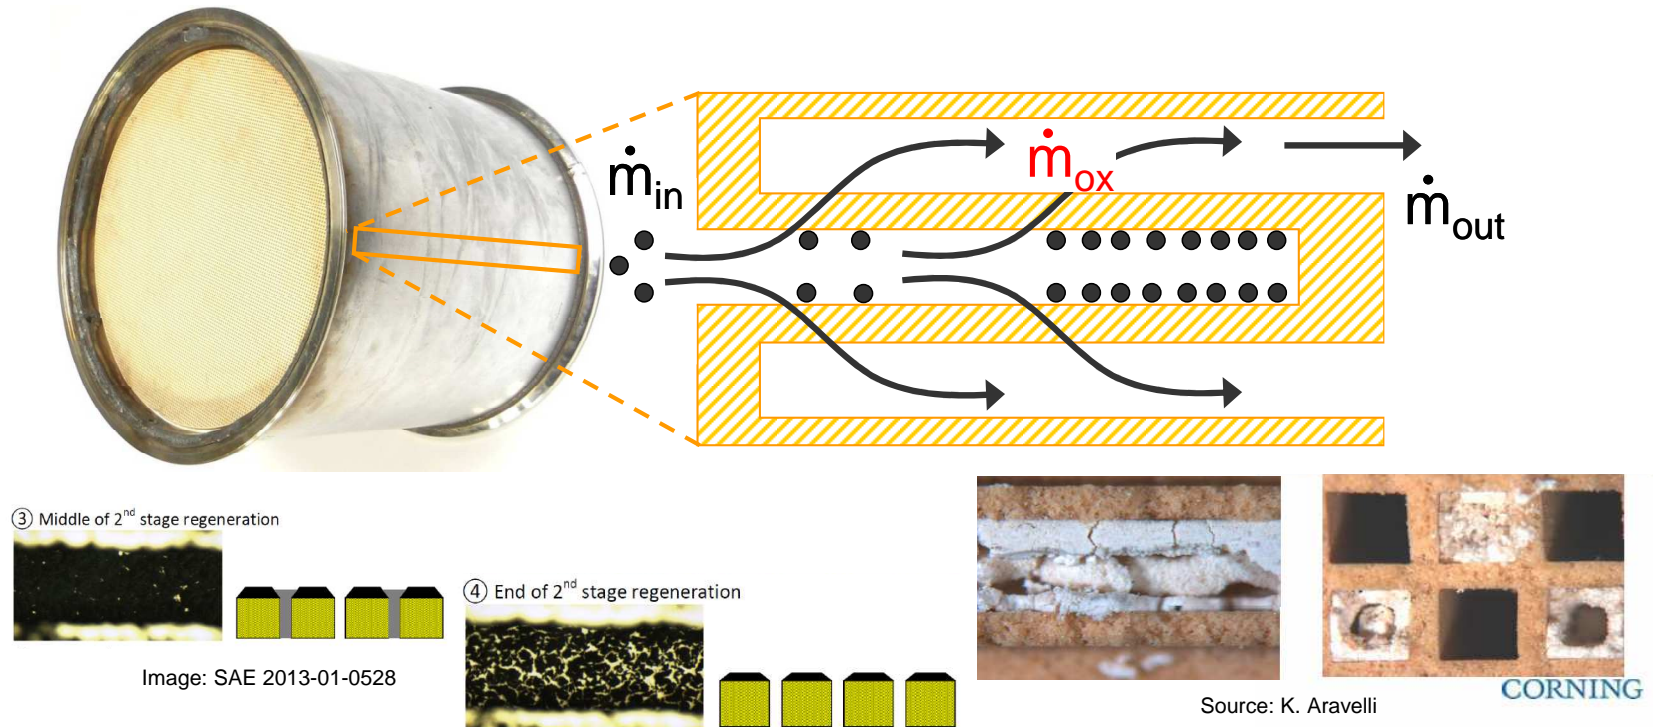 ṁin
ṁox
ṁout
③ Middle of 2nd stage regeneration
④ End of 2nd stage regeneration
Image: SAE 2013-01-0528
Source: K. Aravelli
CORNING